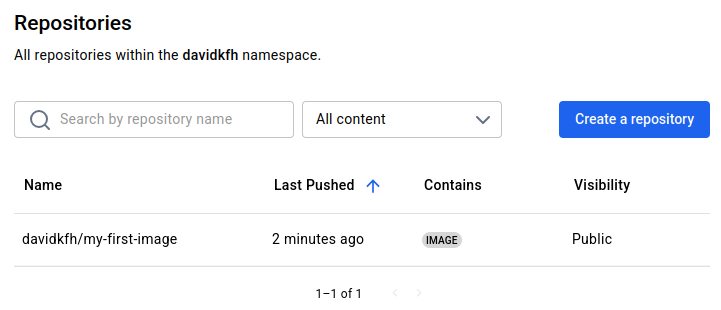 Repositories
All repositories within the davidkfh namespace.
Search by repository name
All content
Create a repository
Name Last Pushed Contains Visibility
davidkfh/my-first-image 2 minutes ago IMAGE Public
1–1 of 1